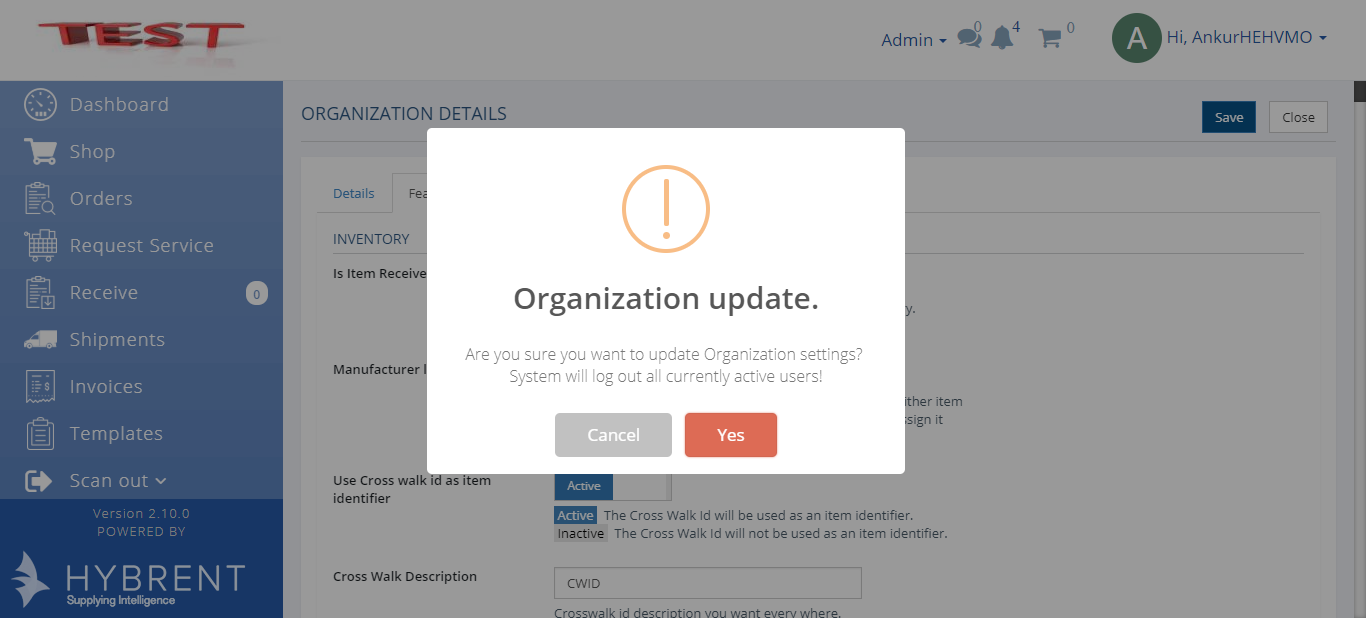 TEST
Admin
0
4
0
A
Hi, AnkurHEHVMO
Dashboard
Shop
Orders
Request Service
Receive
0
Shipments
Invoices
Templates
Scan out
Version 2.10.0
POWERED BY
HYBRENT
Supplying Intelligence
ORGANIZATION DETAILS
Save
Close
Details
Fea
INVENTORY
Is Item Receive
y.
Manufacturer
ither item
ssign it
Organization update.
Are you sure you want to update Organization settings?
System will log out all currently active users!
Cancel
Yes
Use Cross walk id as item
identifier
Active
Active The Cross Walk Id will be used as an item identifier.
Inactive The Cross Walk Id will not be used as an item identifier.
Cross Walk Description
CWID
Crosswalk id description you want every where.